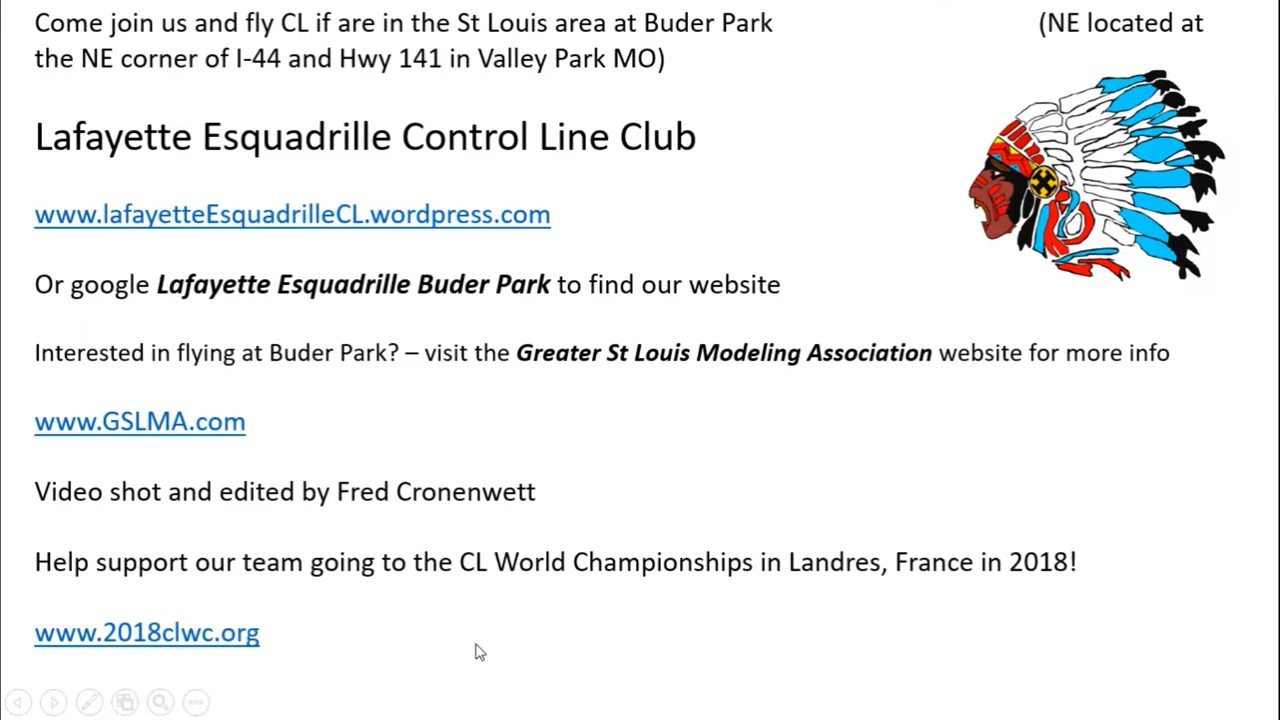 Come join us and fly CL if are in the St Louis area at Buder Park (NE located at
the NE corner of I-44 and Hwy 141 in Valley Park MO)
Lafayette Esquadrille Control Line Club
www.lafayetteEsquadrilleCL.wordpress.com
Or google Lafayette Esquadrille Buder Park to find our website
Interested in flying at Buder Park? – visit the Greater St Louis Modeling Association website for more info
www.GSLMA.com
Video shot and edited by Fred Cronenwett
Help support our team going to the CL World Championships in Landres, France in 2018!
www.2018clwc.org